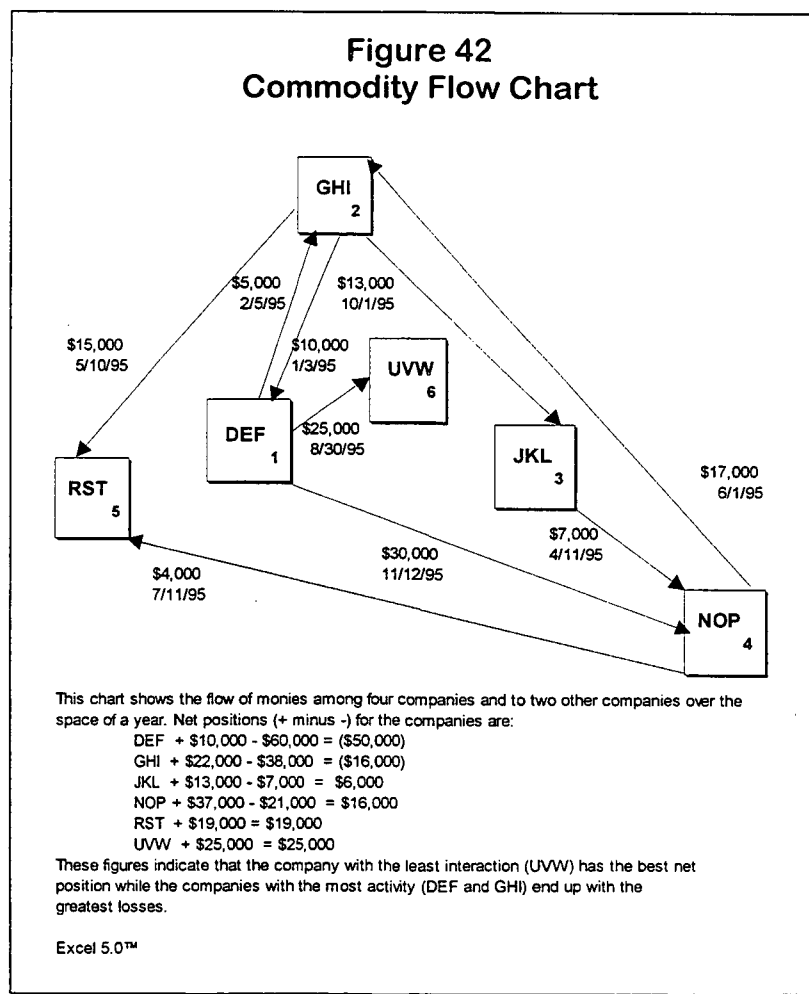 Figure 42
Commodity Flow Chart
GHI
2
$5,000
2/5/95
$13,000
10/1/95
$15,000
5/10/95
$10,000
1/3/95
UVW
6
DEF
1
$25,000
8/30/95
JKL
3
RST
5
$17,000
6/1/95
$7,000
4/11/95
$30,000
11/12/95
$4,000
7/11/95
NOP
4
This chart shows the flow of monies among four companies and to two other companies over the
space of a year. Net positions (+ minus -) for the companies are:
DEF + $10,000 - $60,000 = ($50,000)
GHI + $22,000 - $38,000 = ($16,000)
JKL + $13,000 - $7,000 = $6,000
NOP + $37,000 - $21,000 = $16,000
RST + $19,000 = $19,000
UVW + $25,000 = $25,000
These figures indicate that the company with the least interaction (UVW) has the best net
position while the companies with the most activity (DEF and GHI) end up with the
greatest losses.
Excel 5.0™